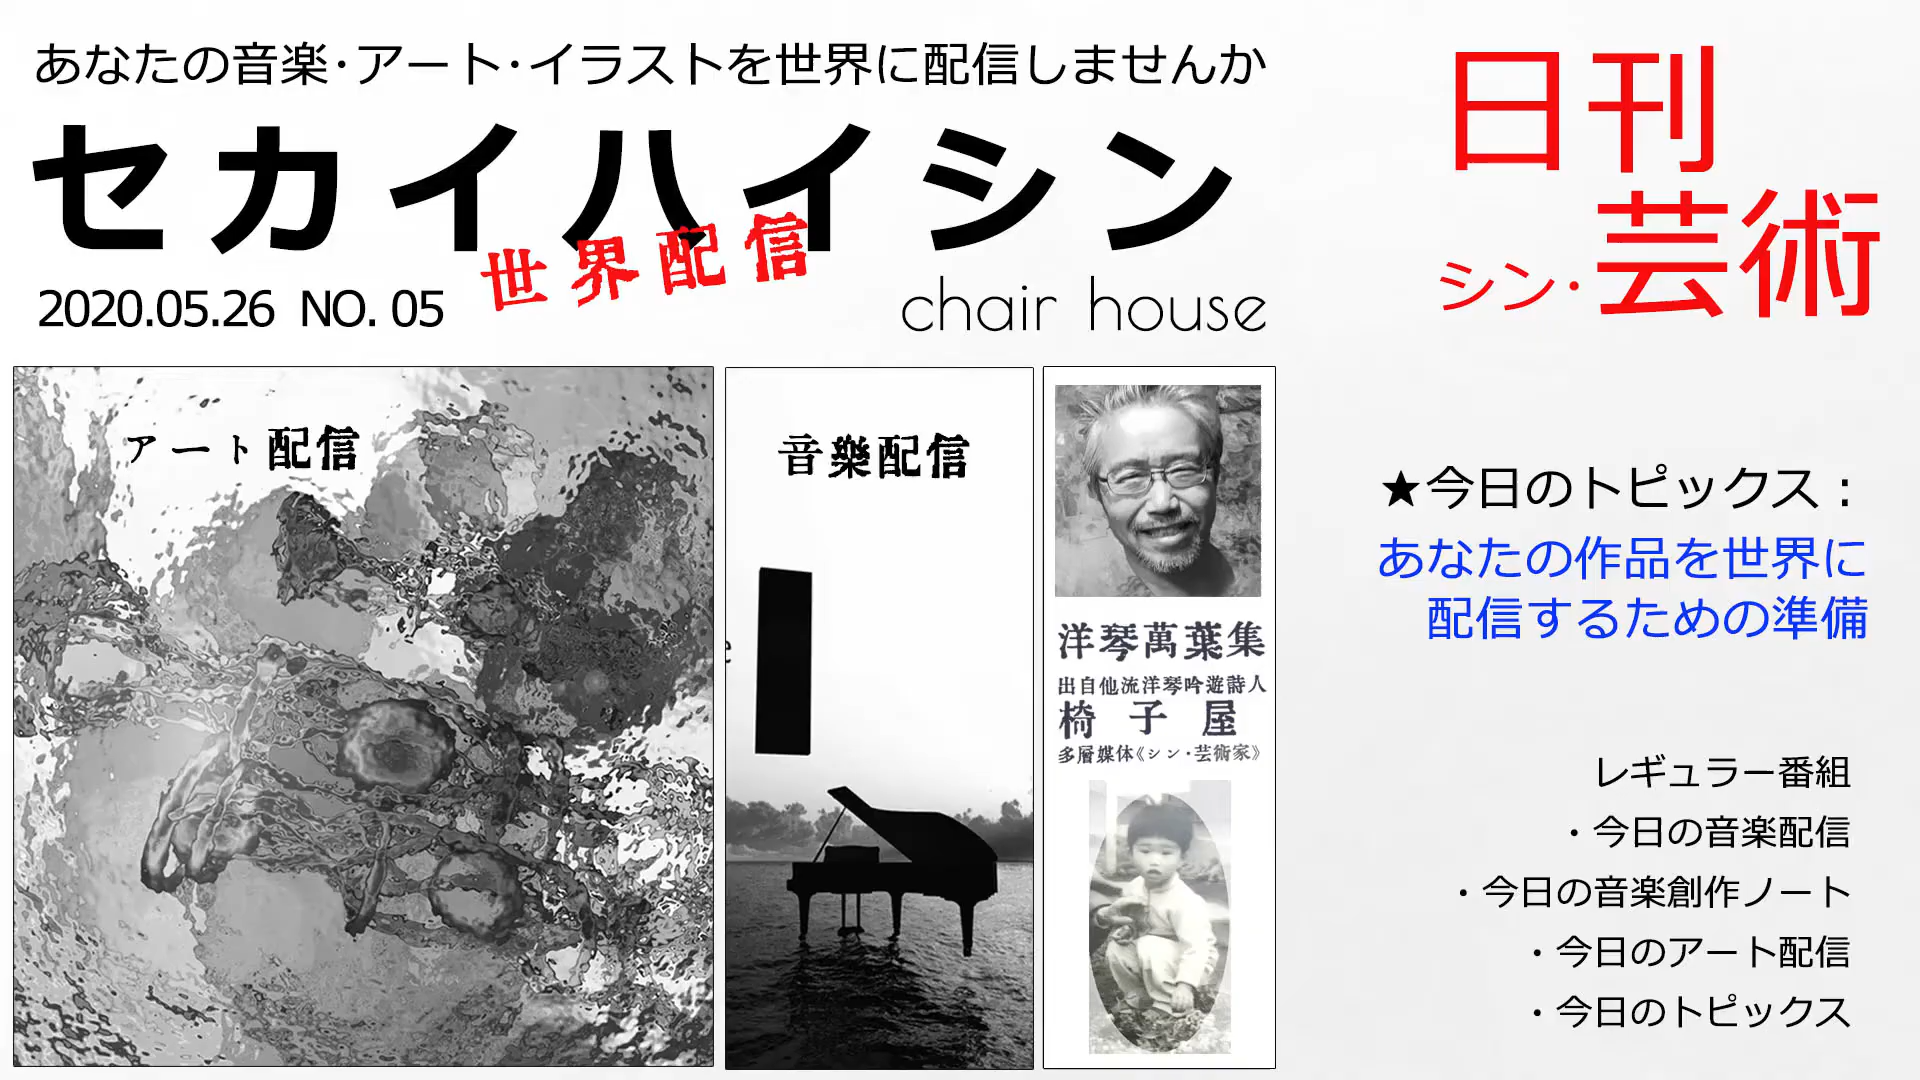 あなたの音楽･アート･イラストを世界に配信しませんか
セカイハイシン
世界配信
2020.05.26 NO. 05
chair house
日刊
シン･芸術
アート配信
音樂配信
e
洋琴萬葉集
出自他流洋琴吟遊詩人
椅子屋
多層媒体《シン･芸術家》
★今日のトピックス：
あなたの作品を世界に
配信するための準備
レギュラー番組
・今日の音楽配信
・今日の音楽創作ノート
・今日のアート配信
・今日のトピックス